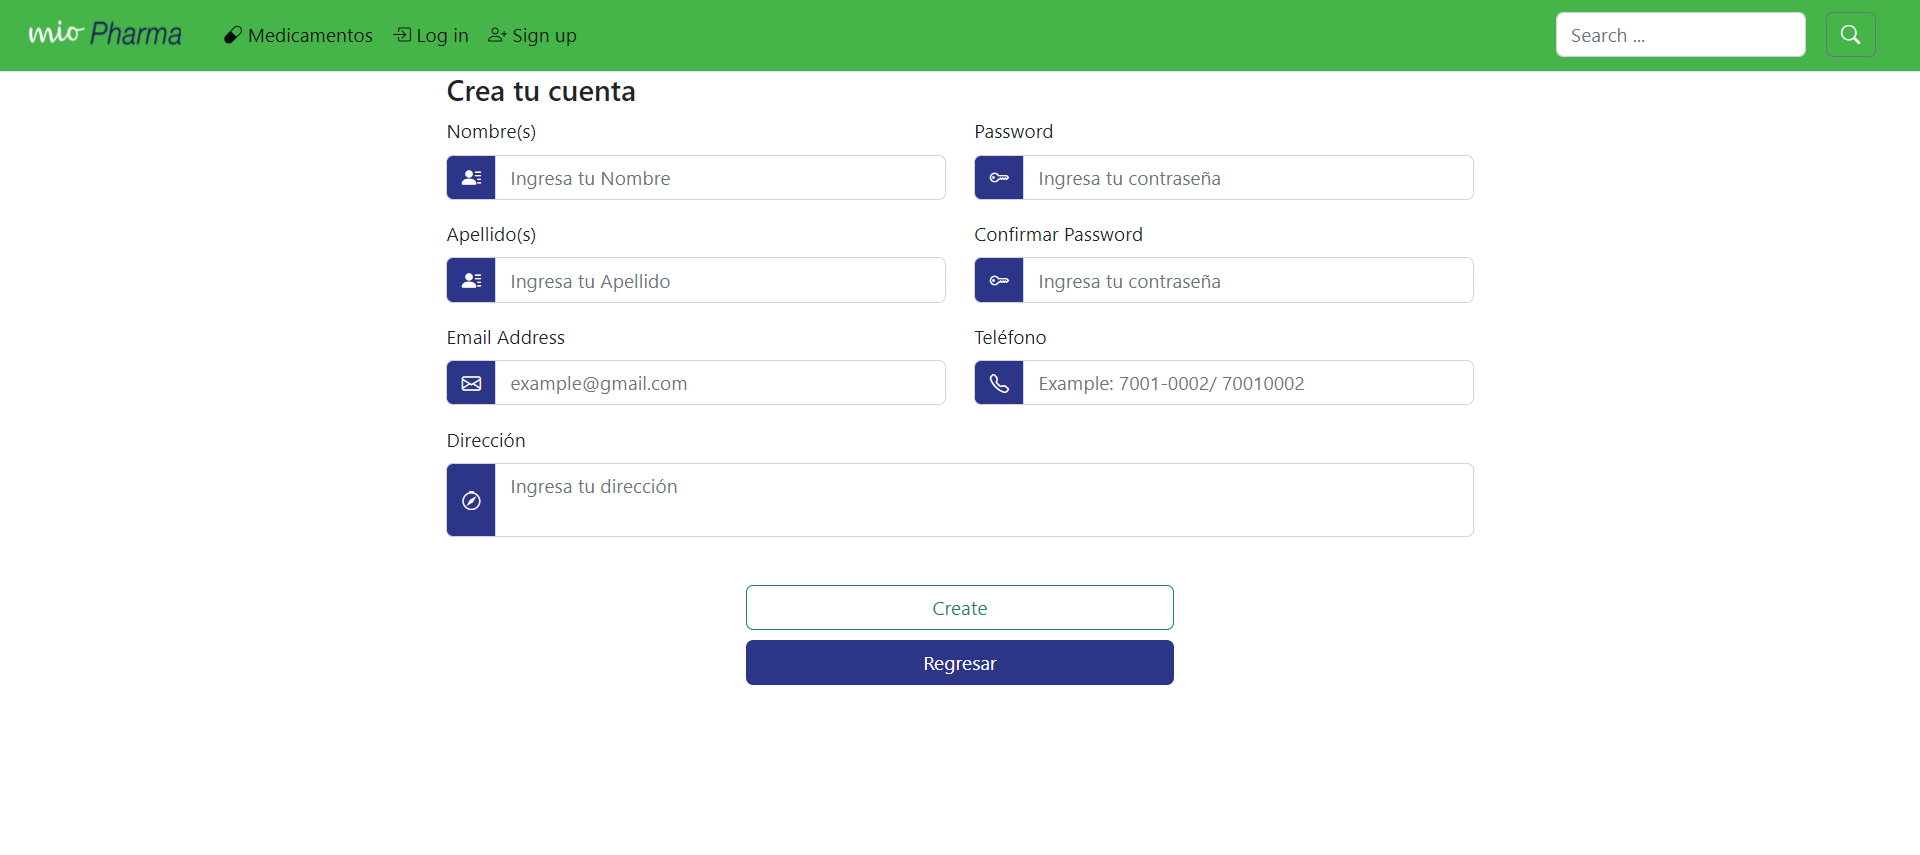 mio Pharma Medicamentos Log in Sign up Search ...
Crea tu cuenta
Nombre(s)
Ingresa tu Nombre
Password
Ingresa tu contraseña
Apellido(s)
Ingresa tu Apellido
Confirmar Password
Ingresa tu contraseña
Email Address
example@gmail.com
Teléfono
Example: 7001-0002/ 70010002
Dirección
Ingresa tu dirección
Create
Regresar